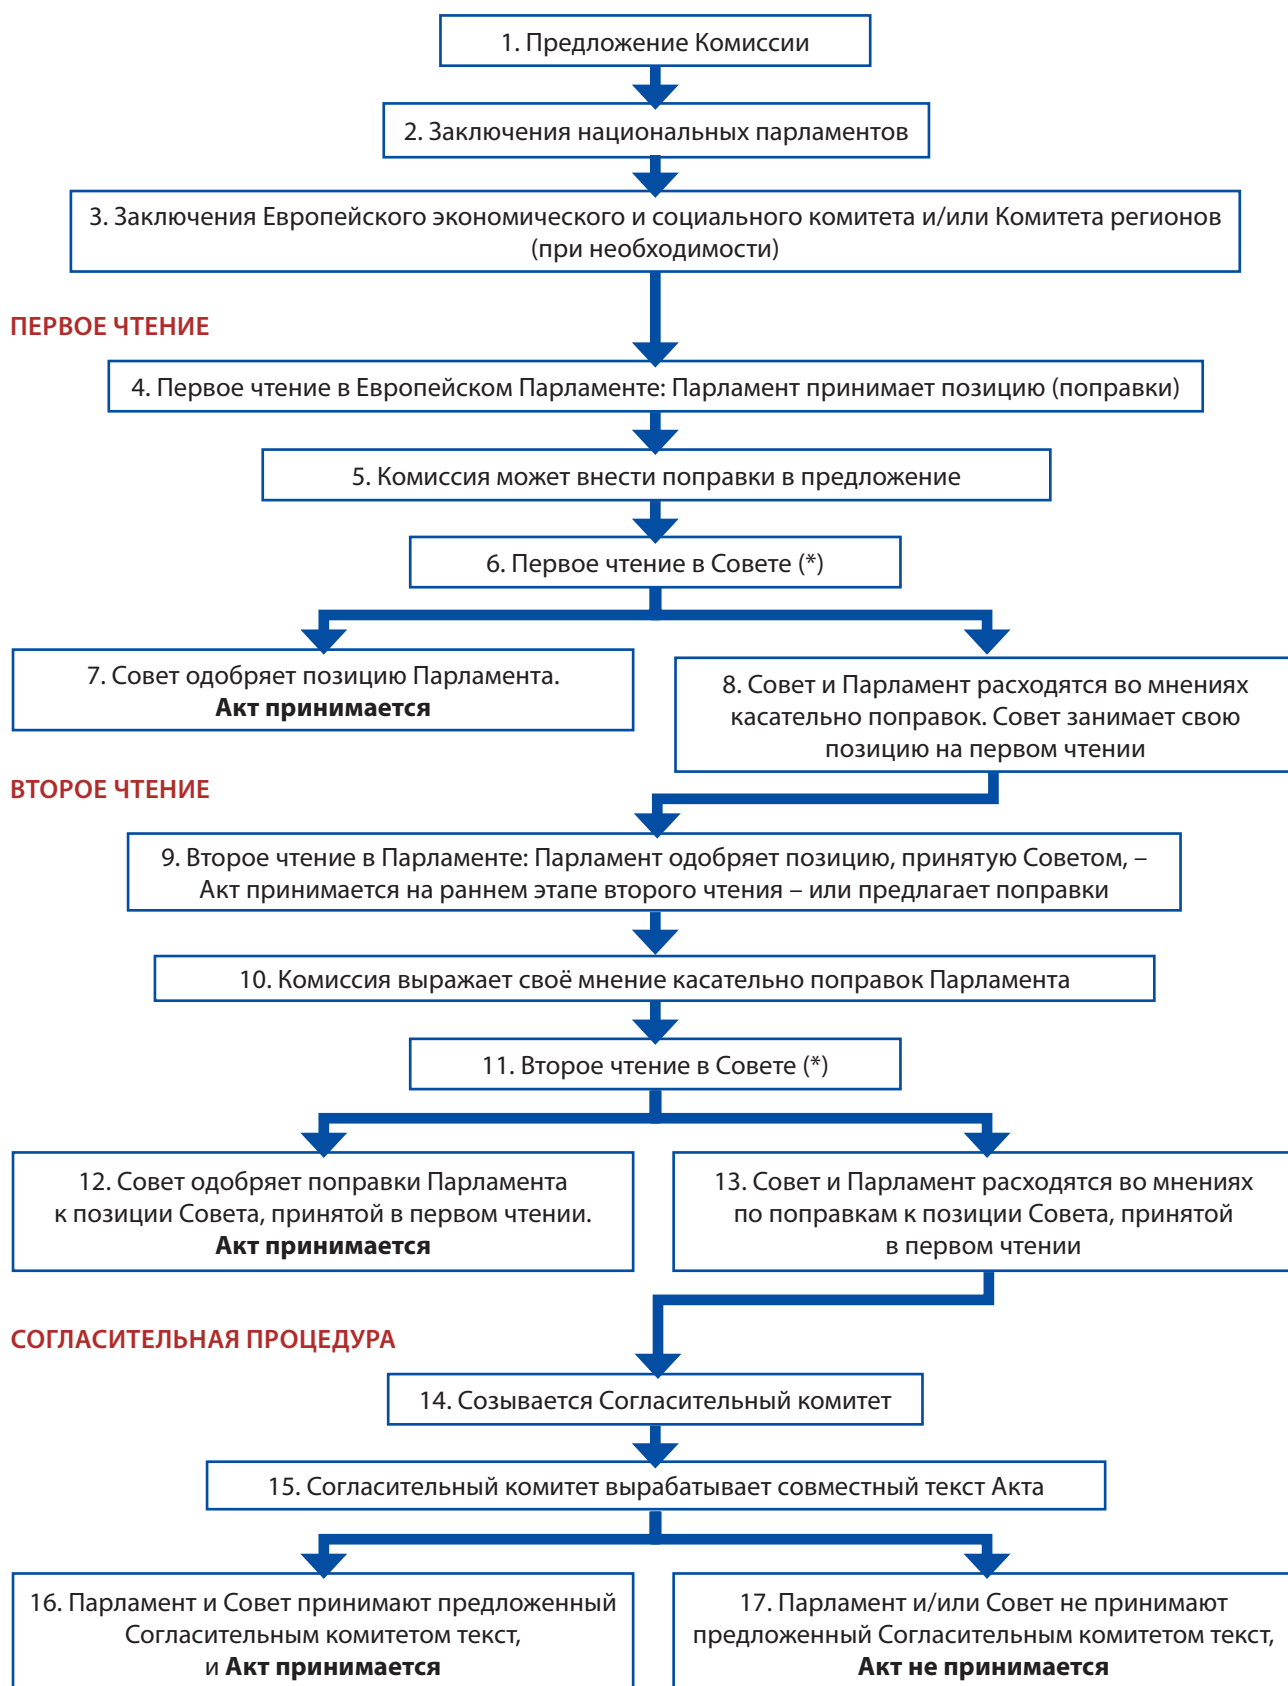 1. Предложение Комиссии
2. Заключения национальных парламентов
3. Заключения Европейского экономического и социального комитета и/или Комитета регионов
(при необходимости)
ПЕРВОЕ ЧТЕНИЕ
4. Первое чтение в Европейском Парламенте: Парламент принимает позицию (поправки)
5. Комиссия может внести поправки в предложение
6. Первое чтение в Совете (*)
7. Совет одобряет позицию Парламента.
Акт принимается
8. Совет и Парламент расходятся во мнениях
касательно поправок. Совет занимает свою
позицию на первом чтении
ВТОРОЕ ЧТЕНИЕ
9. Второе чтение в Парламенте: Парламент одобряет позицию, принятую Советом, –
Акт принимается на раннем этапе второго чтения – или предлагает поправки
10. Комиссия выражает своё мнение касательно поправок Парламента
11. Второе чтение в Совете (*)
12. Совет одобряет поправки Парламента
к позиции Совета, принятой в первом чтении.
Акт принимается
13. Совет и Парламент расходятся во мнениях
по поправкам к позиции Совета, принятой
в первом чтении
СОГЛАСИТЕЛЬНАЯ ПРОЦЕДУРА
14. Созывается Согласительный комитет
15. Согласительный комитет вырабатывает совместный текст Акта
16. Парламент и Совет принимают предложенный
Согласительным комитетом текст,
и Акт принимается
17. Парламент и/или Совет не принимают
предложенный Согласительным комитетом текст,
Акт не принимается